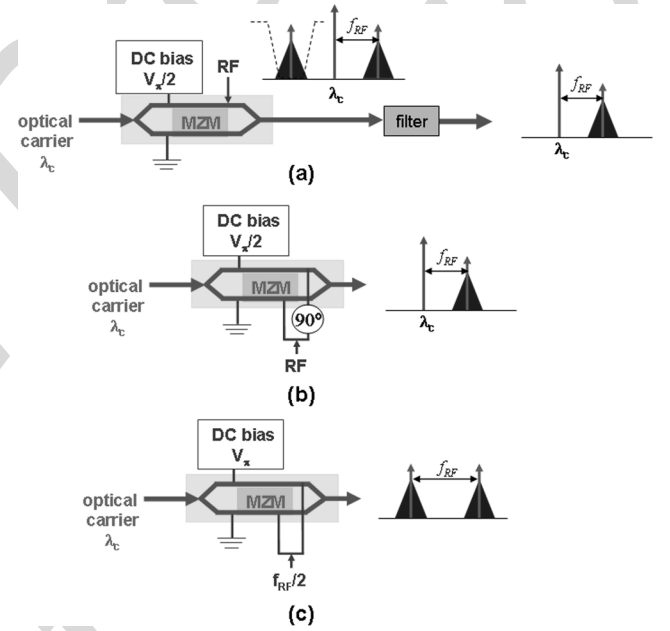 DC bias
Vπ/2
RF
fRF
λc
fRF
optical
carrier
λc
MZM
filter
λc
(a)
DC bias
Vπ/2
fRF
optical
carrier
λc
MZM
90°
λc
RF
(b)
DC bias
Vπ
fRF
optical
carrier
λc
MZM
fRF/2
(c)